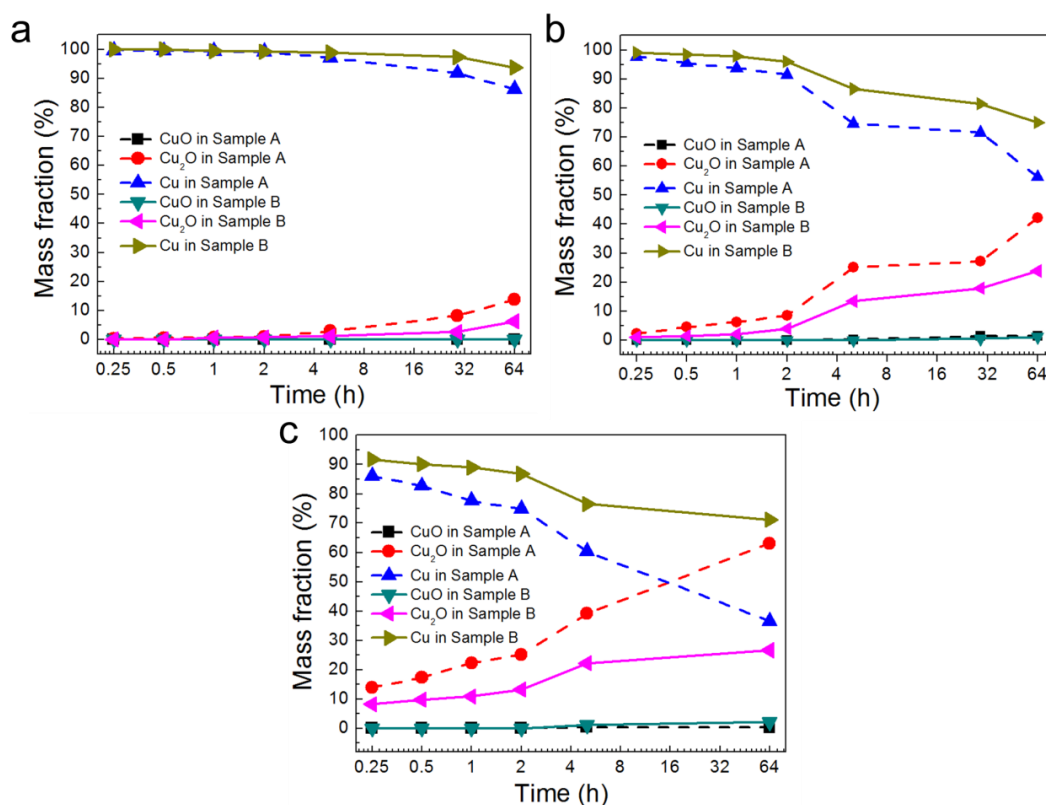 a
Mass fraction (%)
100
90
80
70
60
50
40
30
20
10
0
CuO in Sample A
Cu₂O in Sample A
Cu in Sample A
CuO in Sample B
Cu₂O in Sample B
Cu in Sample B
0.25 0.5 1 2 4 8 16 32 64
Time (h)
b
Mass fraction (%)
100
90
80
70
60
50
40
30
20
10
0
CuO in Sample A
Cu₂O in Sample A
Cu in Sample A
CuO in Sample B
Cu₂O in Sample B
Cu in Sample B
0.25 0.5 1 2 4 8 16 32 64
Time (h)
c
Mass fraction (%)
100
90
80
70
60
50
40
30
20
10
0
CuO in Sample A
Cu₂O in Sample A
Cu in Sample A
CuO in Sample B
Cu₂O in Sample B
Cu in Sample B
0.25 0.5 1 2 4 8 16 32 64
Time (h)